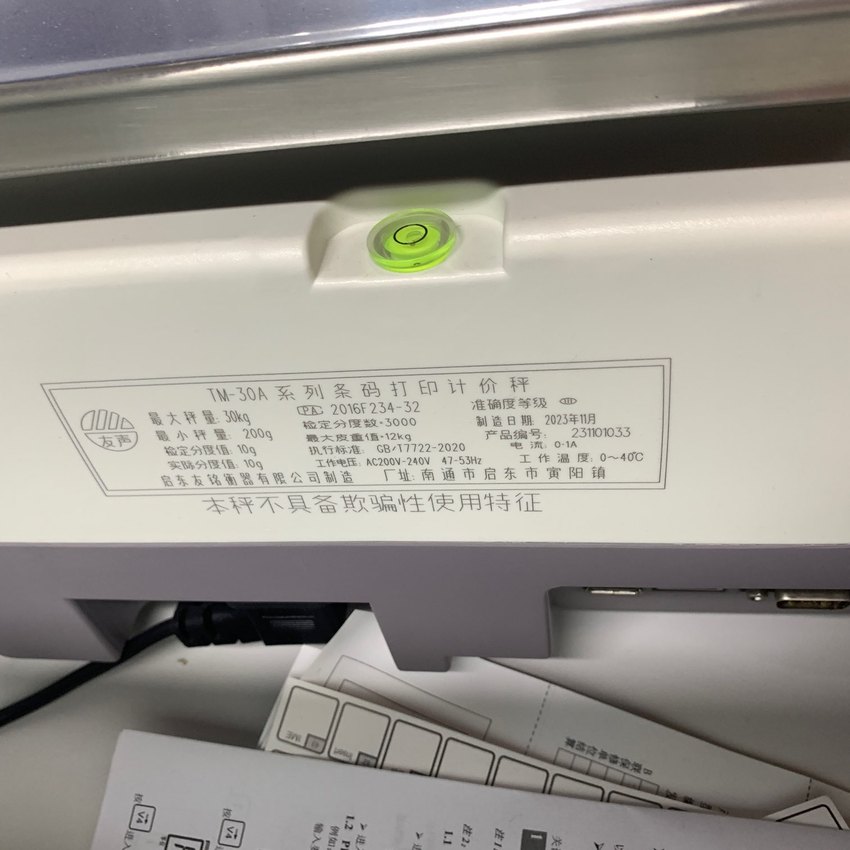 TM-30A 系列条码打印计价秤
友声
最大秤量: 30kg
最小秤量: 200g
检定分度值: 10g
实际分度值: 10g
PA 2016F234-32
检定分度数: 3000
最大皮重值: -12kg
执行标准: GB/T7722-2020
工作电压: AC200V-240V 47-53Hz
准确度等级 III
制造日期: 2023年11月
产品编号: 231101033
电流: 0-1A
工作温度: 0~40℃
启东友铭衡器有限公司制造 厂址: 南通市启东市寅阳镇
本秤不具备欺骗性使用特征